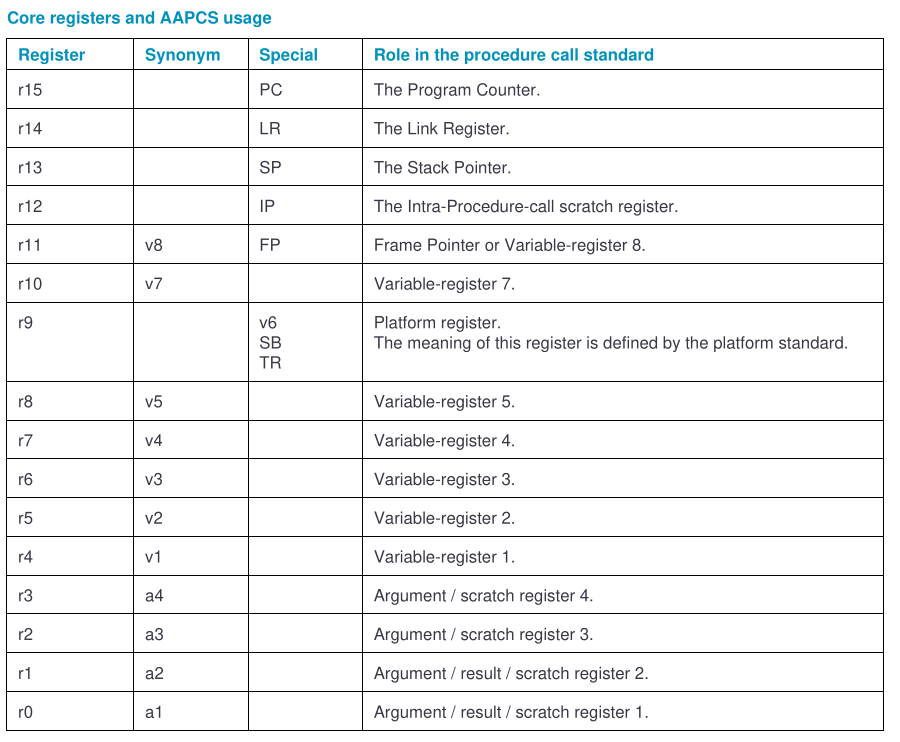 Core registers and AAPCS usage
Register Synonym Special Role in the procedure call standard
r15 PC The Program Counter.
r14 LR The Link Register.
r13 SP The Stack Pointer.
r12 IP The Intra-Procedure-call scratch register.
r11 v8 FP Frame Pointer or Variable-register 8.
r10 v7 Variable-register 7.
r9 v6 Platform register.
SB The meaning of this register is defined by the platform standard.
TR
r8 v5 Variable-register 5.
r7 v4 Variable-register 4.
r6 v3 Variable-register 3.
r5 v2 Variable-register 2.
r4 v1 Variable-register 1.
r3 a4 Argument / scratch register 4.
r2 a3 Argument / scratch register 3.
r1 a2 Argument / result / scratch register 2.
r0 a1 Argument / result / scratch register 1.